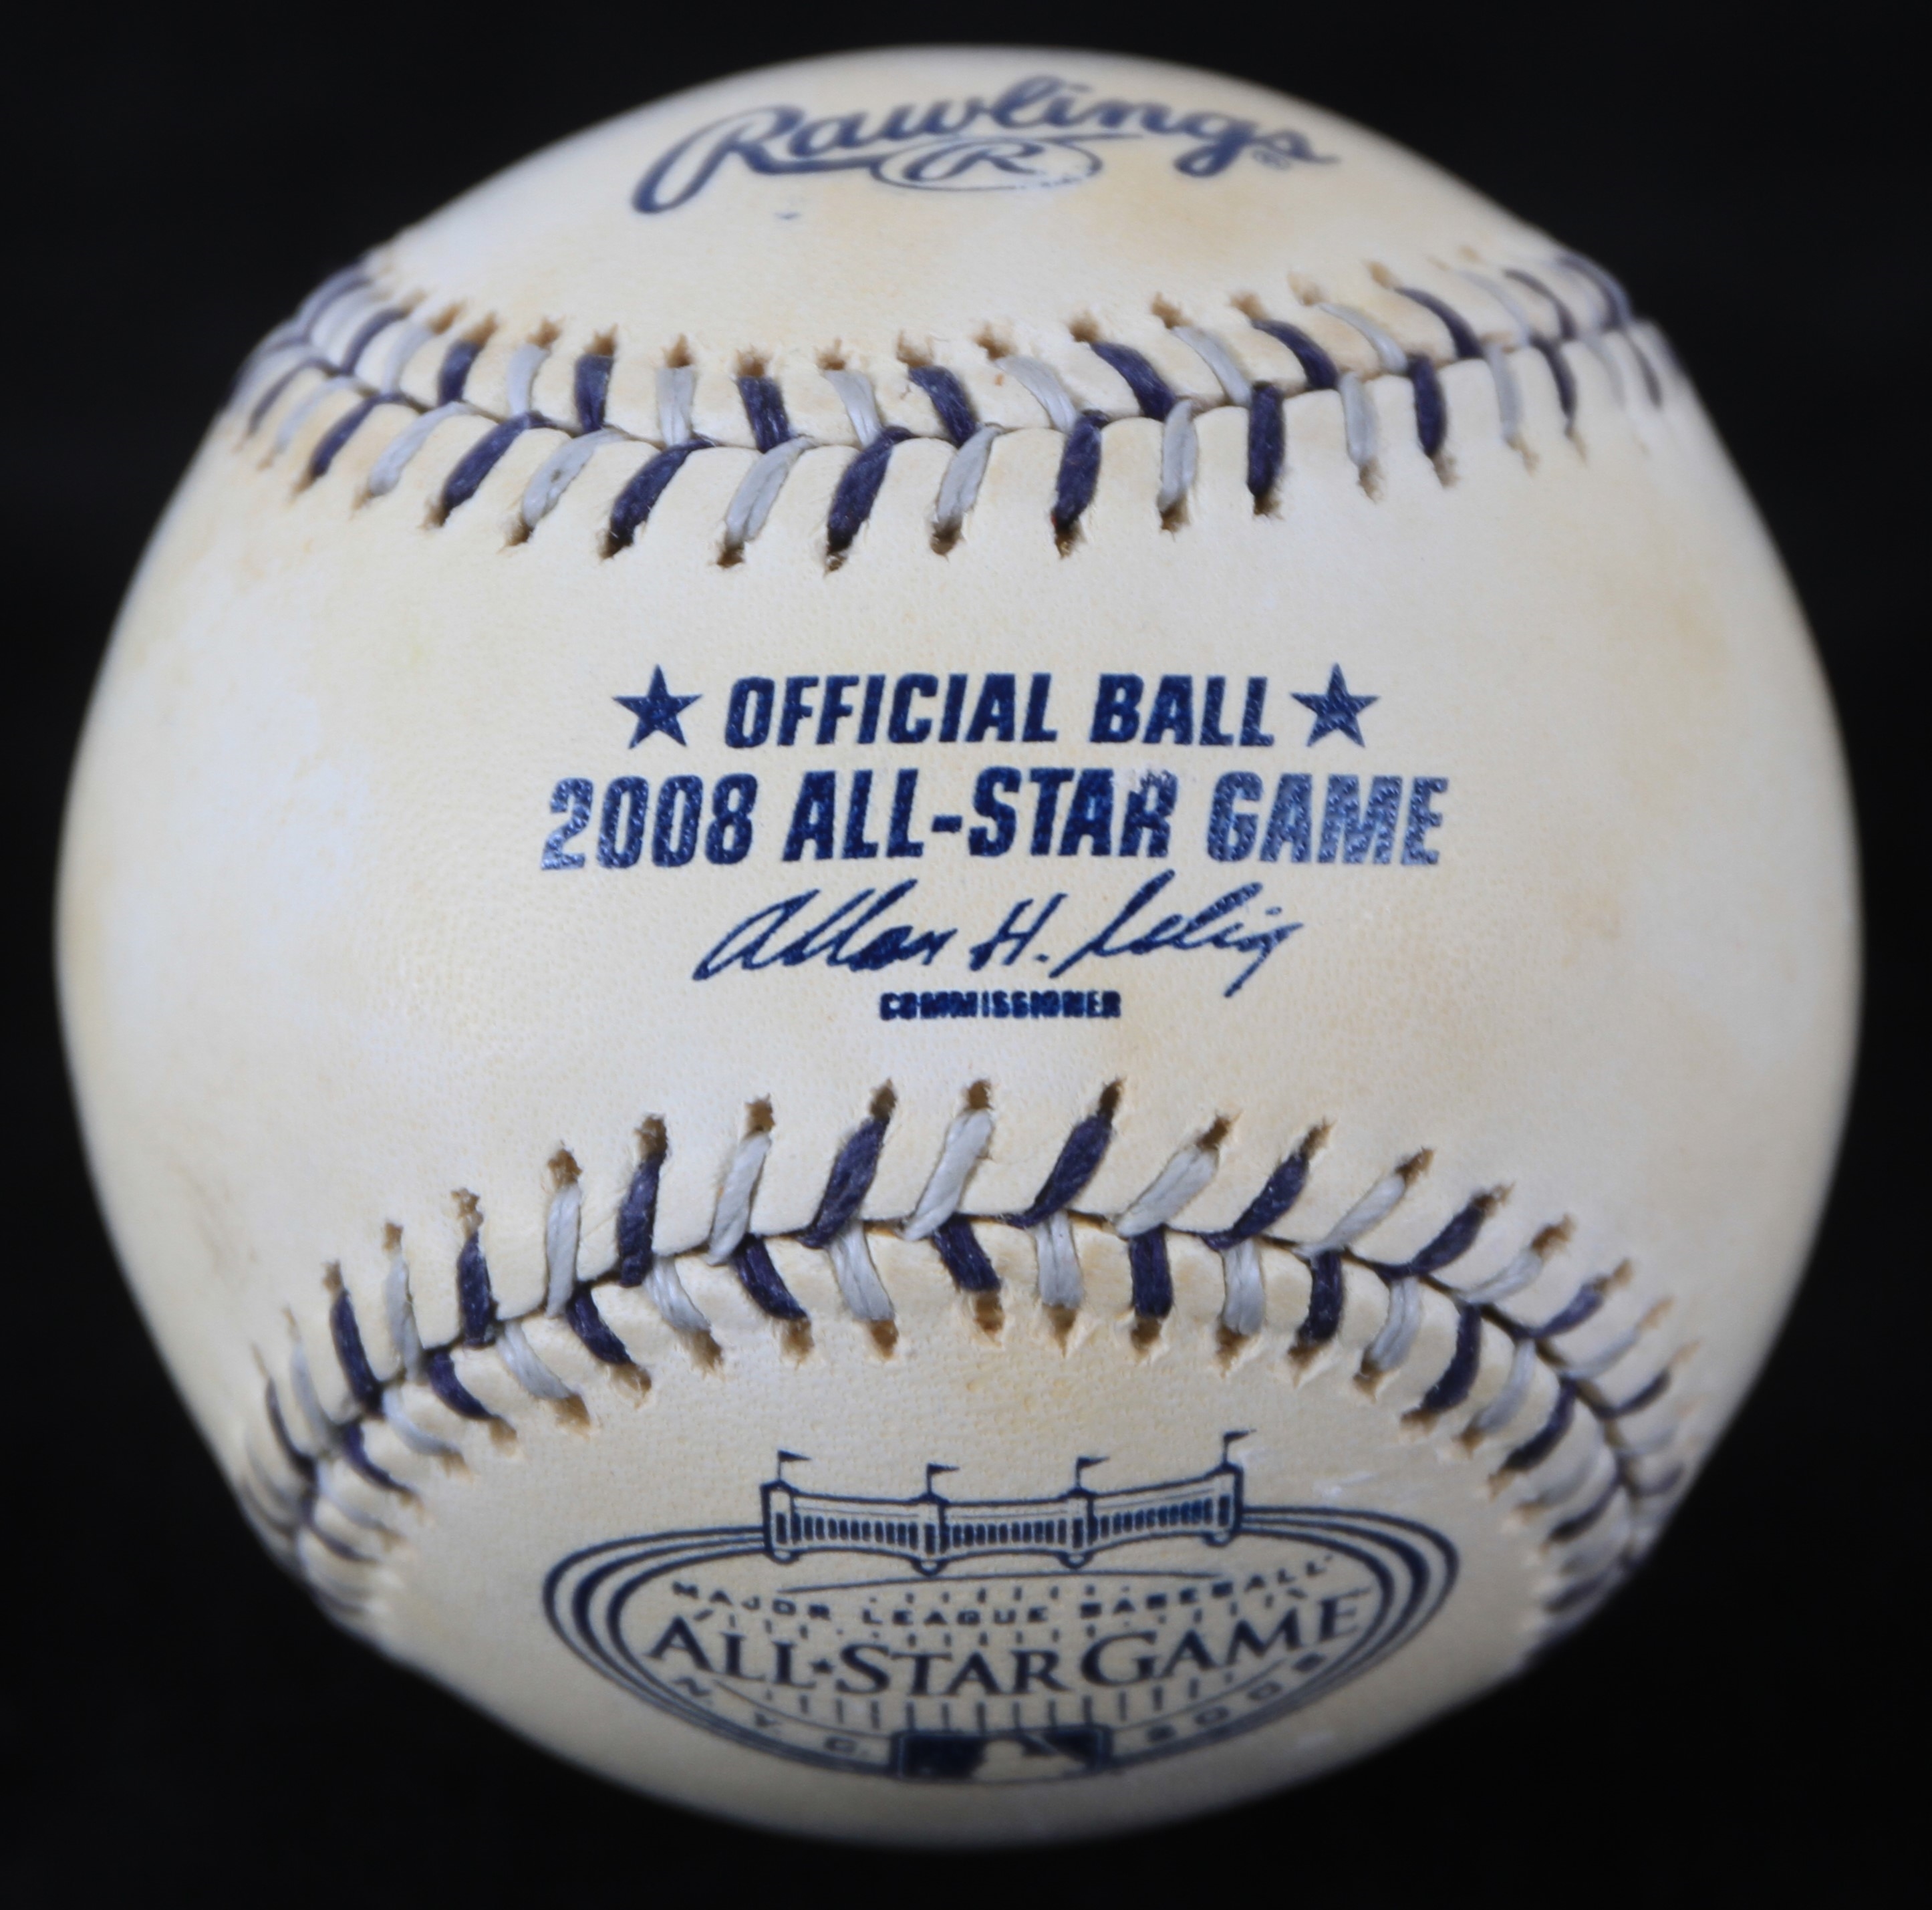 Rawlings
R
OFFICIAL BALL
2008 ALL-STAR GAME
Allan H. Selig
COMMISSIONER
MAJOR LEAGUE BASEBALL
ALL★STAR GAME
N.Y.C. 2008